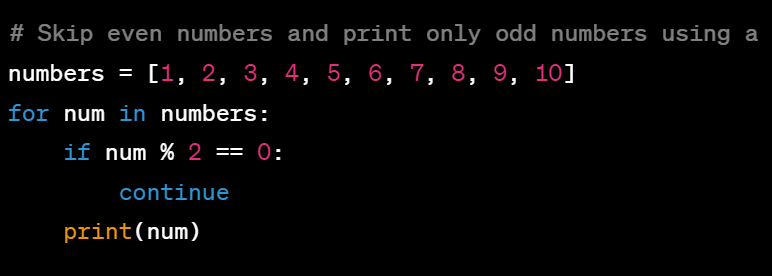 # Skip even numbers and print only odd numbers using a
numbers = [1, 2, 3, 4, 5, 6, 7, 8, 9, 10]
for num in numbers:
    if num % 2 == 0:
        continue
    print(num)